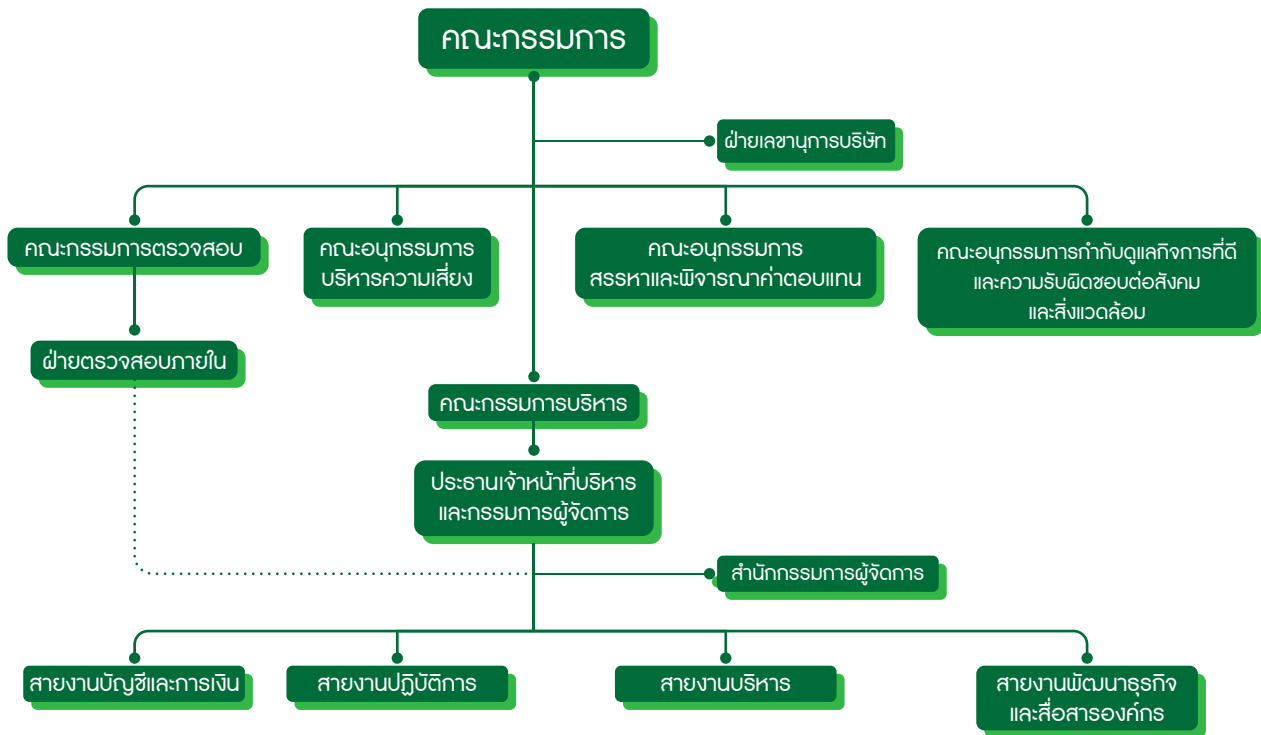 คณะกรรมการ
ฝ่ายเลขานุการบริษัท
คณะกรรมการตรวจสอบ
คณะอนุกรรมการ
บริหารความเสี่ยง
คณะอนุกรรมการ
สรรหาและพิจารณาค่าตอบแทน
คณะอนุกรรมการกำกับดูแลกิจการที่ดี
และความรับผิดชอบต่อสังคม
และสิ่งแวดล้อม
ฝ่ายตรวจสอบภายใน
คณะกรรมการบริหาร
ประธานเจ้าหน้าที่บริหาร
และกรรมการผู้จัดการ
สำนักกรรมการผู้จัดการ
สายงานบัญชีและการเงิน
สายงานปฏิบัติการ
สายงานบริหาร
สายงานพัฒนาธุรกิจ
และสื่อสารองค์กร